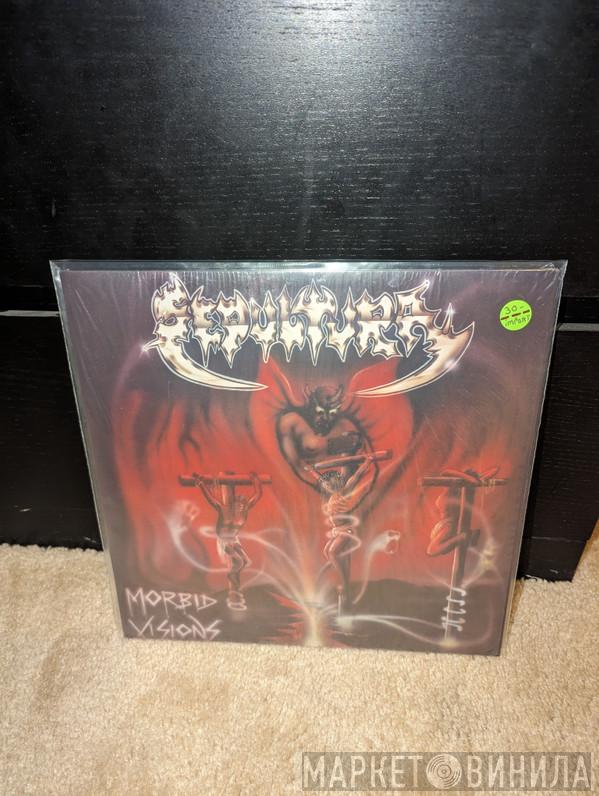 SEPULTURA
30.-
IMPORT
MORBID
VISIONS
МАРКЕТ ВИНИЛА